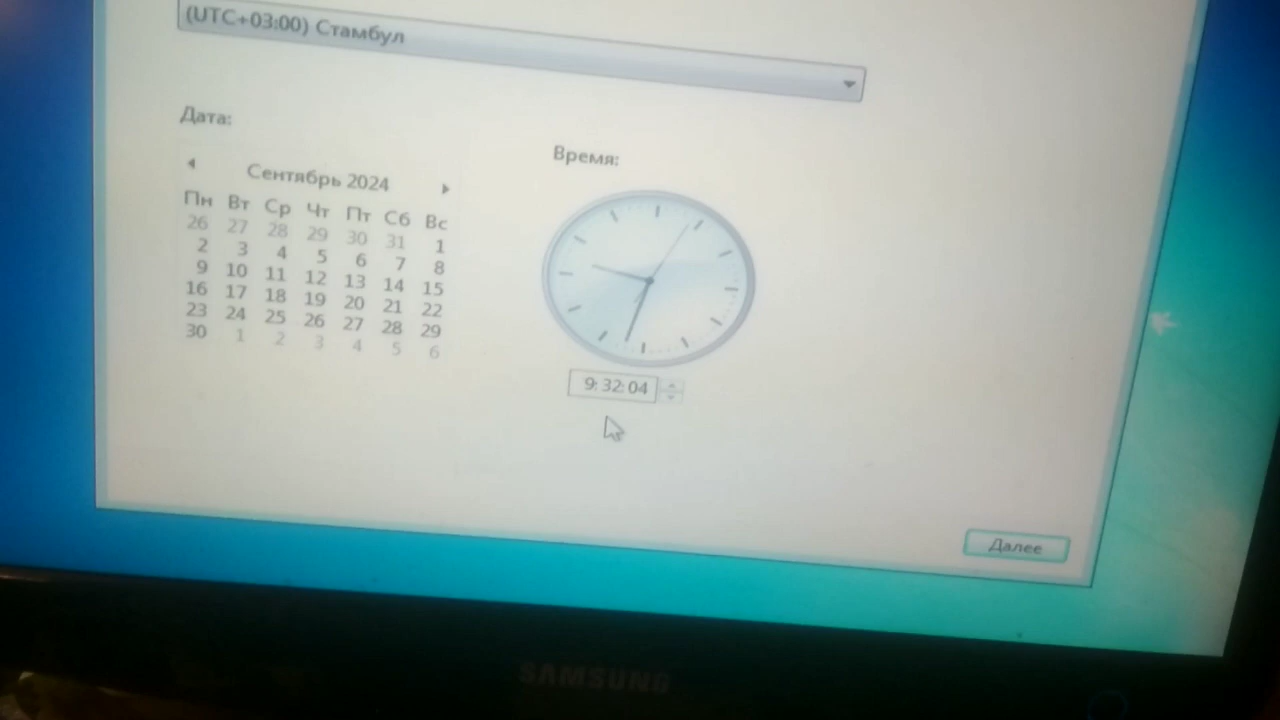 (UTC+03:00) Стамбул
Дата:
Время:
Сентябрь 2024
Пн Вт Ср Чт Пт Сб Вс
26 27 28 29 30 31 1
2 3 4 5 6 7 8
9 10 11 12 13 14 15
16 17 18 19 20 21 22
23 24 25 26 27 28 29
30 1 2 3 4 5 6
9:32:04
Далее
SAMSUNG